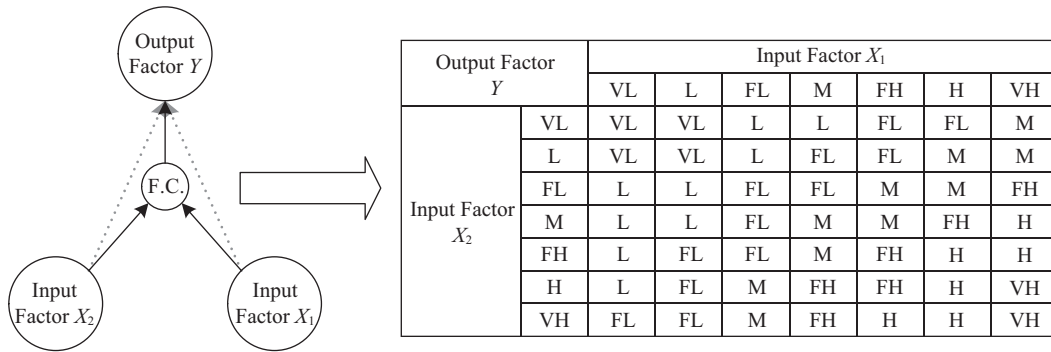 Output
Factor Y
F.C.
Input
Factor X2
Input
Factor X1
Output Factor
Y
Input Factor X1
VL L FL M FH H VH
Input Factor
X2
VL VL VL L L FL FL M
L VL VL L FL FL M M
FL L L FL FL M M FH
M L L FL M M FH H
FH L FL FL M FH H H
H L FL M FH FH H VH
VH FL FL M FH H H VH